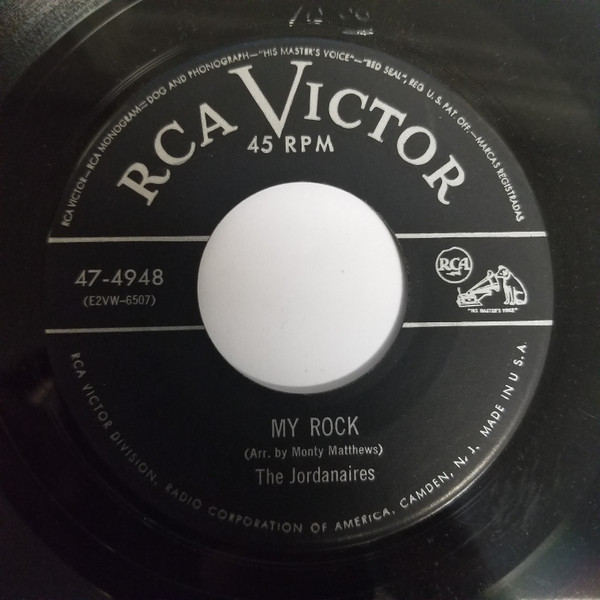 RCA VICTOR—RCA MONOGRAM—DOG AND PHONOGRAPH—"HIS MASTER'S VOICE"—"RED SEAL", REG. U.S. PAT. OFF.—MARCAS REGISTRADAS
RCA VICTOR
45 RPM
47-4948
(E2VW-6507)
RCA
"HIS MASTER'S VOICE"
MY ROCK
(Arr. by Monty Matthews)
The Jordanaires
RCA VICTOR DIVISION, RADIO CORPORATION OF AMERICA, CAMDEN, N. J. MADE IN U.S.A.